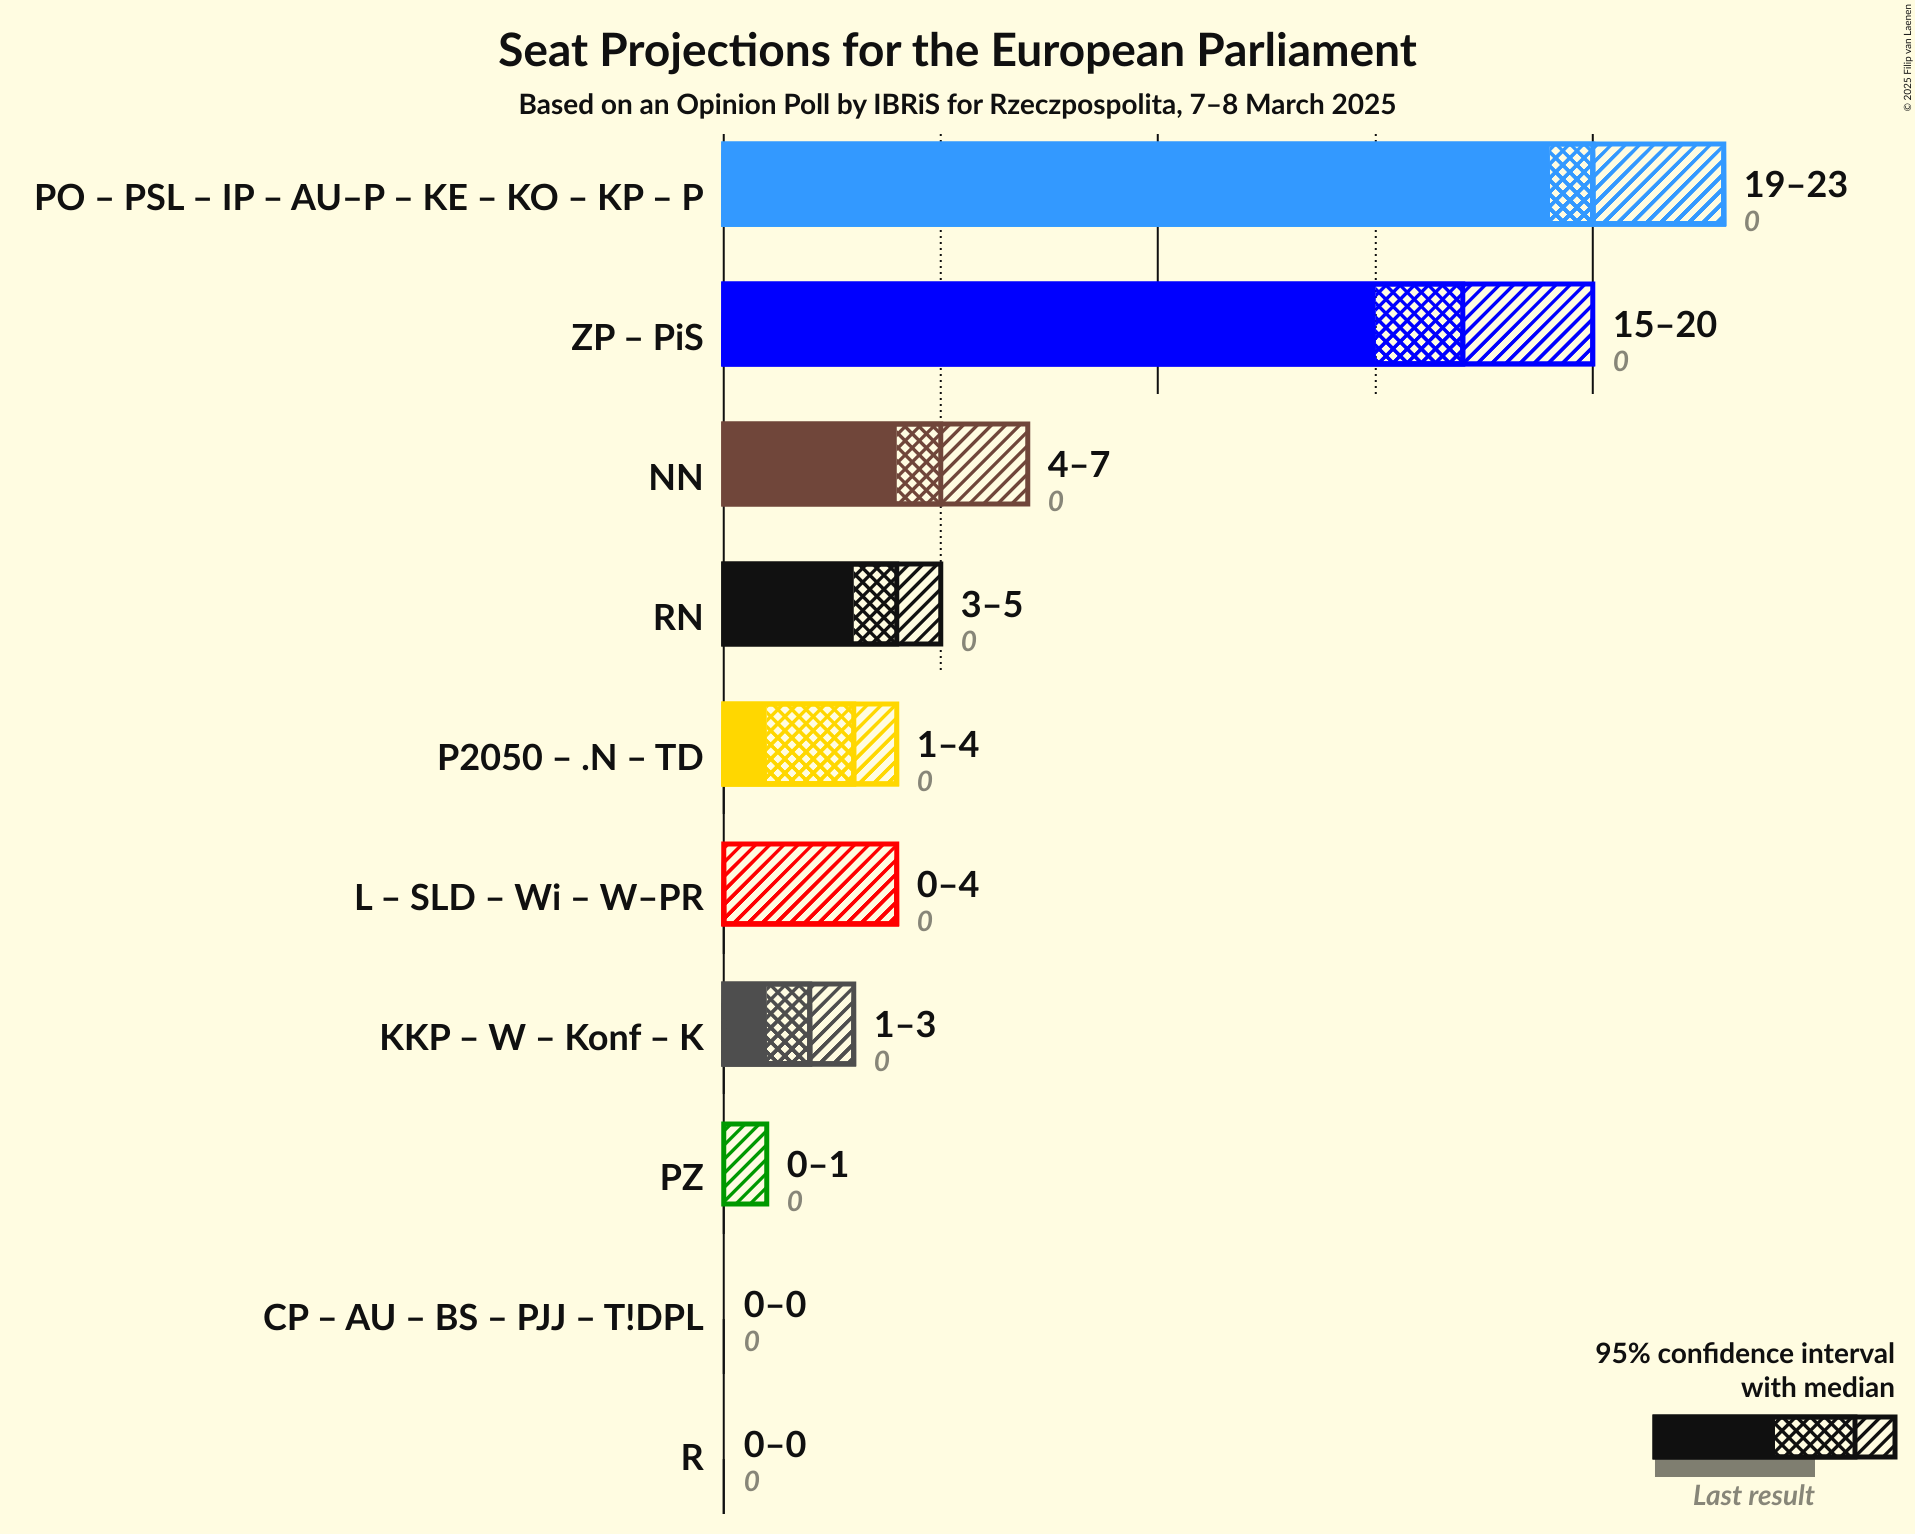 Seat Projections for the European Parliament
Based on an Opinion Poll by IBRiS for Rzeczpospolita, 7–8 March 2025
© 2025 Filip van Laenen
PO – PSL – IP – AU–P – KE – KO – KP – P
19–23
0
ZP – PiS
15–20
0
NN
4–7
0
RN
3–5
0
P2050 – .N – TD
1–4
0
L – SLD – Wi – W–PR
0–4
0
KKP – W – Konf – K
1–3
0
PZ
0–1
0
CP – AU – BS – PJJ – T!DPL
0–0
0
R
0–0
0
95% confidence interval
with median
Last result